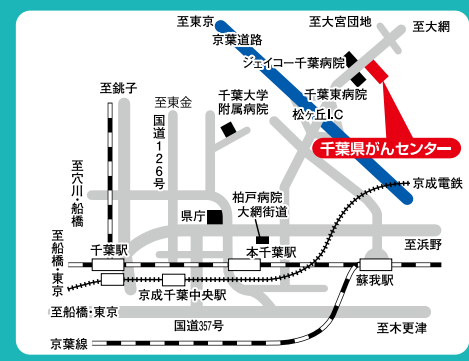 至東京
京葉道路
至大宮団地
至大網
ジェイコー千葉病院
至銚子
至東金
千葉大学
附属病院
千葉東病院
松ヶ丘I.C
国道126号
千葉県がんセンター
至穴川・船橋
京成電鉄
柏戸病院
大網街道
県庁
至船橋・東京
千葉駅
本千葉駅
至浜野
蘇我駅
京成千葉中央駅
至船橋・東京
国道357号
至木更津
京葉線